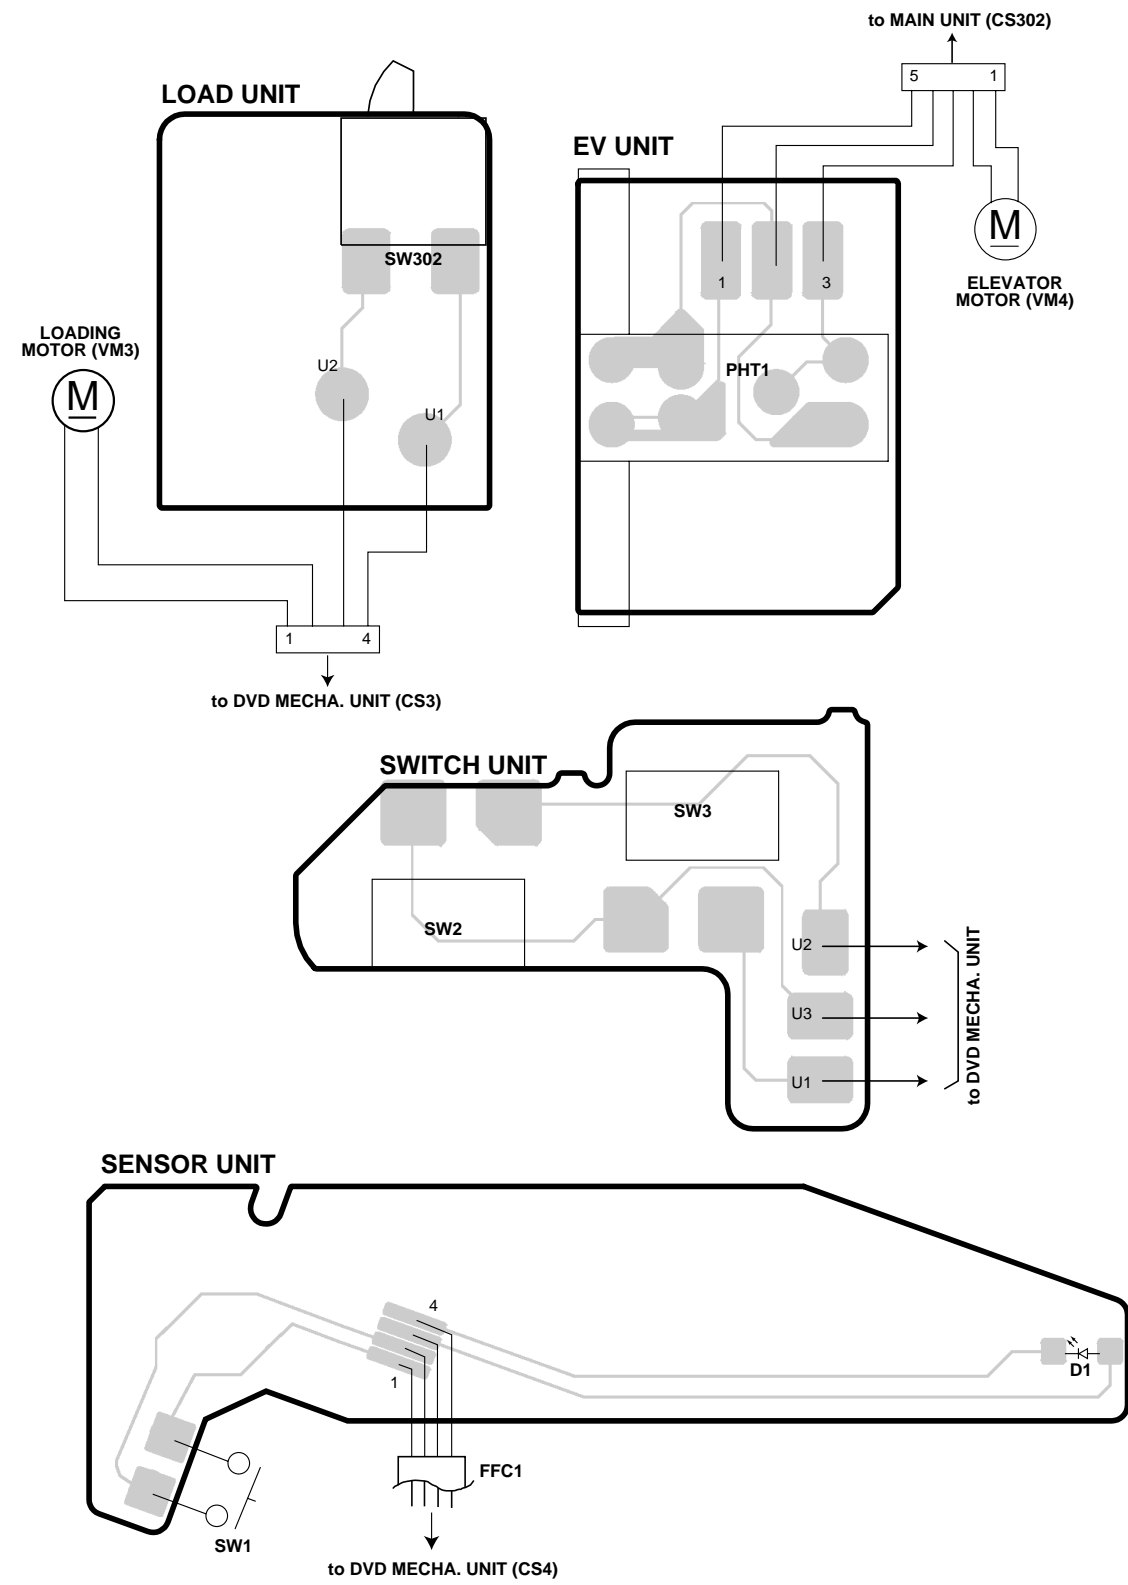 to MAIN UNIT (CS302)
5 1
LOAD UNIT
EV UNIT
SW302
1 3
M
ELEVATOR
MOTOR (VM4)
LOADING
MOTOR (VM3)
M
U2
PHT1
U1
1 4
to DVD MECHA. UNIT (CS3)
SWITCH UNIT
SW3
SW2
U2
U3
U1
to DVD MECHA. UNIT
SENSOR UNIT
4
1
D1
FFC1
SW1
to DVD MECHA. UNIT (CS4)